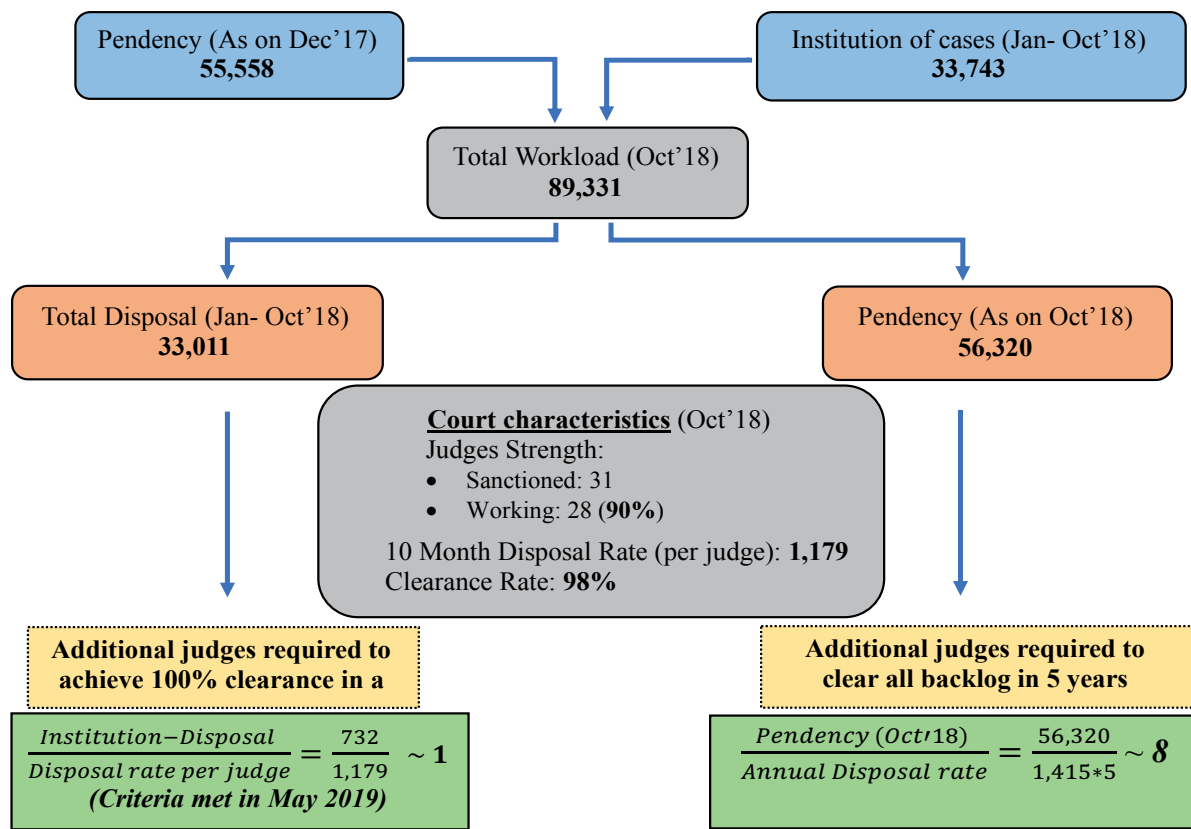 Pendency (As on Dec'17)
55,558
Institution of cases (Jan- Oct'18)
33,743
Total Workload (Oct'18)
89,331
Total Disposal (Jan- Oct'18)
33,011
Pendency (As on Oct'18)
56,320
Court characteristics (Oct'18)
Judges Strength:
• Sanctioned: 31
• Working: 28 (90%)
10 Month Disposal Rate (per judge): 1,179
Clearance Rate: 98%
Additional judges required to
achieve 100% clearance in a
Institution−Disposal
Disposal rate per judge
= 732
1,179
~ 1
(Criteria met in May 2019)
Additional judges required to
clear all backlog in 5 years
Pendency (Oct′18)
Annual Disposal rate
= 56,320
1,415*5
~ 8